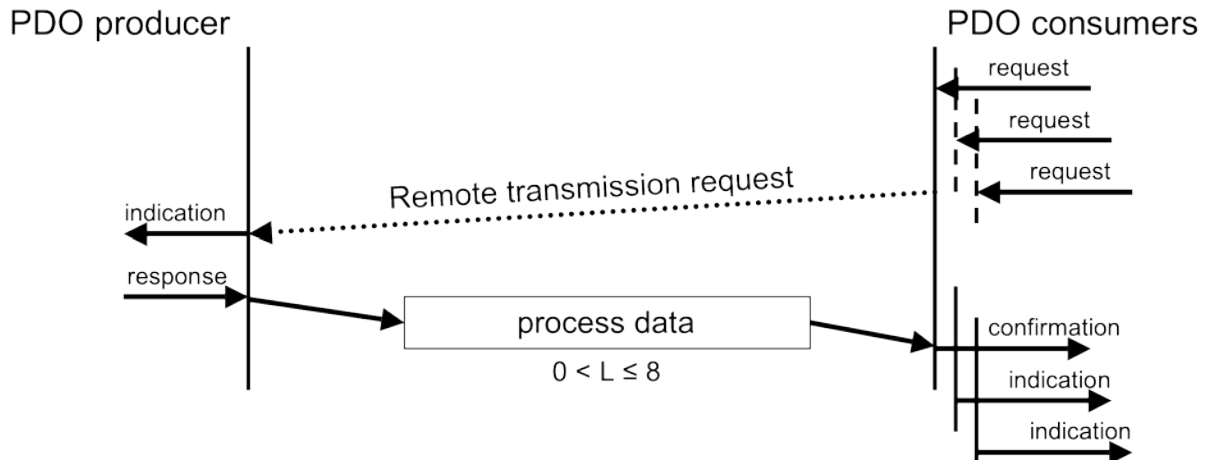 PDO producer
PDO consumers
request
request
request
Remote transmission request
indication
response
process data
0 < L ≤ 8
confirmation
indication
indication